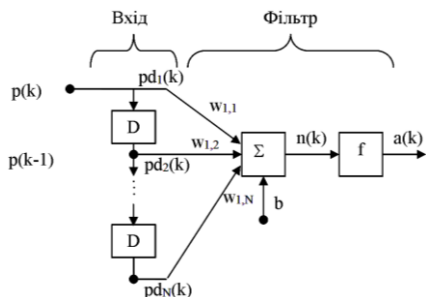 Вхід Фільтр
p(k) pd1(k)
w1,1
D
w1,2 Σ n(k) f a(k)
p(k-1) pd2(k)
w1,N b
D
pdN(k)